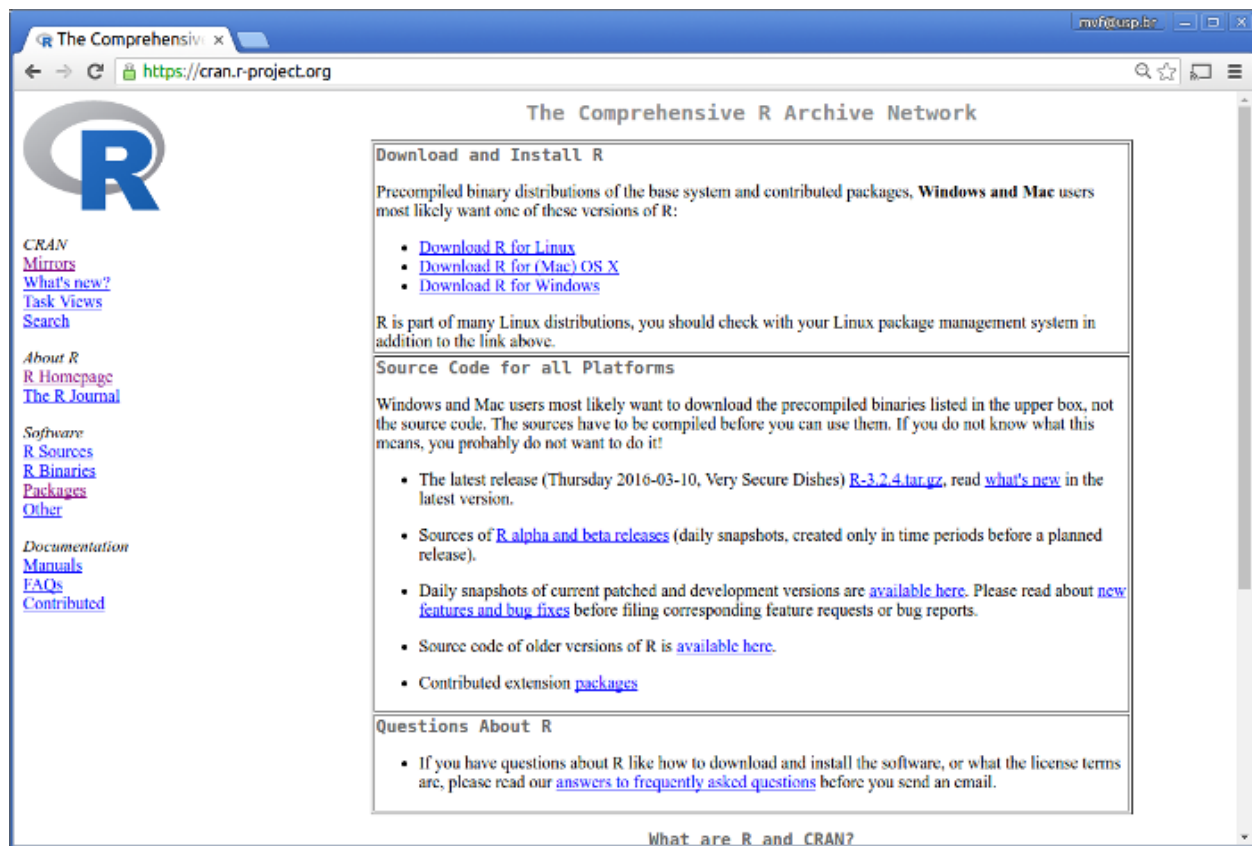 The Comprehensiv
mvf@usp.br
https://cran.r-project.org
R
CRAN
Mirrors
What's new?
Task Views
Search
About R
R Homepage
The R Journal
Software
R Sources
R Binaries
Packages
Other
Documentation
Manuals
FAQs
Contributed
The Comprehensive R Archive Network
Download and Install R
Precompiled binary distributions of the base system and contributed packages, Windows and Mac users
most likely want one of these versions of R:
• Download R for Linux
• Download R for (Mac) OS X
• Download R for Windows
R is part of many Linux distributions, you should check with your Linux package management system in
addition to the link above.
Source Code for all Platforms
Windows and Mac users most likely want to download the precompiled binaries listed in the upper box, not
the source code. The sources have to be compiled before you can use them. If you do not know what this
means, you probably do not want to do it!
• The latest release (Thursday 2016-03-10, Very Secure Dishes) R-3.2.4.tar.gz, read what's new in the
latest version.
• Sources of R alpha and beta releases (daily snapshots, created only in time periods before a planned
release).
• Daily snapshots of current patched and development versions are available here. Please read about new
features and bug fixes before filing corresponding feature requests or bug reports.
• Source code of older versions of R is available here.
• Contributed extension packages
Questions About R
• If you have questions about R like how to download and install the software, or what the license terms
are, please read our answers to frequently asked questions before you send an email.
What are R and CRAN?